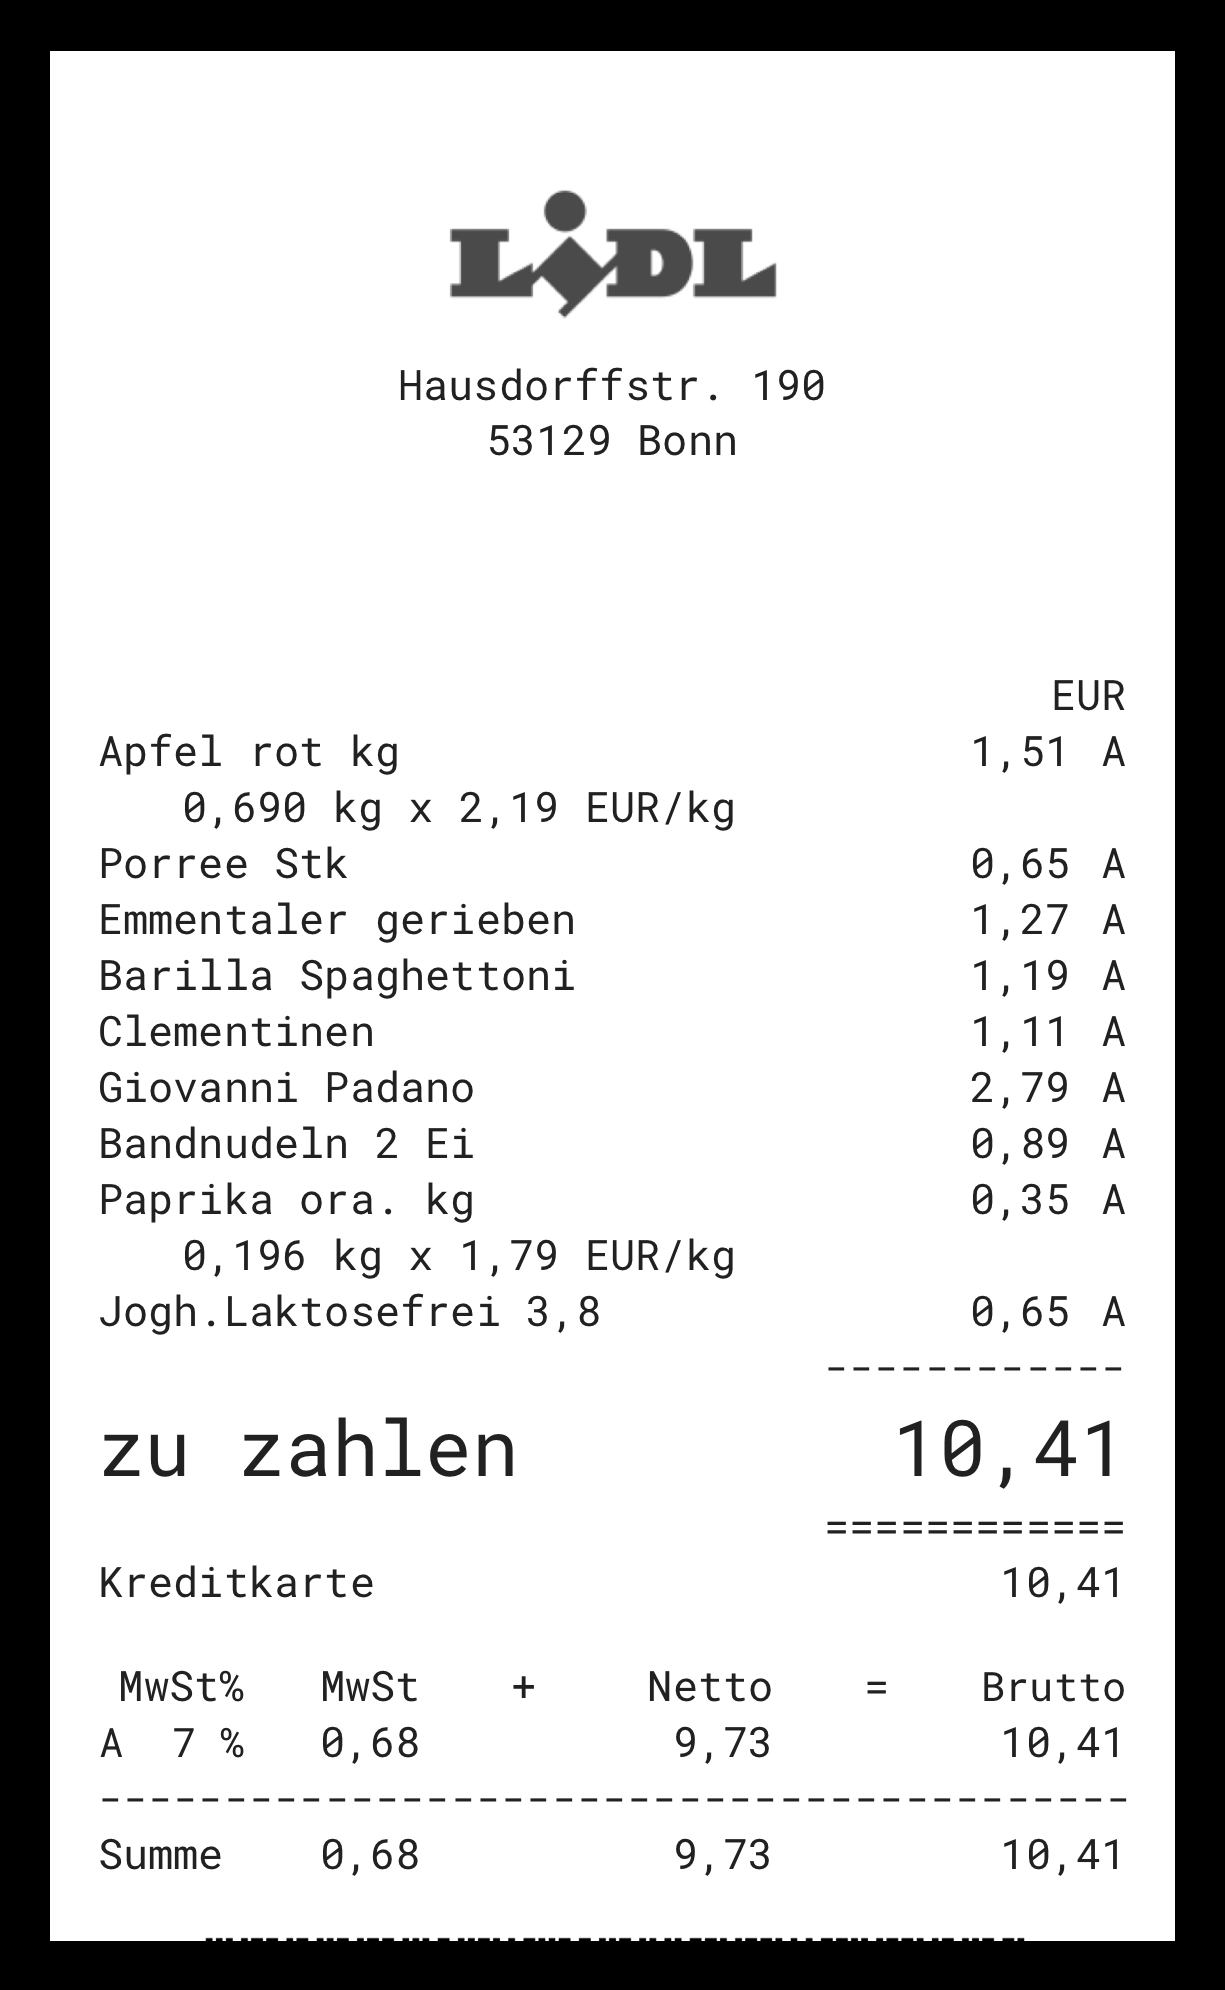 LiDL
Hausdorffstr. 190
53129 Bonn
EUR
Apfel rot kg 1,51 A
0,690 kg x 2,19 EUR/kg
Porree Stk 0,65 A
Emmentaler gerieben 1,27 A
Barilla Spaghettoni 1,19 A
Clementinen 1,11 A
Giovanni Padano 2,79 A
Bandnudeln 2 Ei 0,89 A
Paprika ora. kg 0,35 A
0,196 kg x 1,79 EUR/kg
Jogh.Laktosefrei 3,8 0,65 A
------------
zu zahlen 10,41
============
Kreditkarte 10,41
MwSt% MwSt + Netto = Brutto
A 7 % 0,68 9,73 10,41
-----------------------------------------
Summe 0,68 9,73 10,41